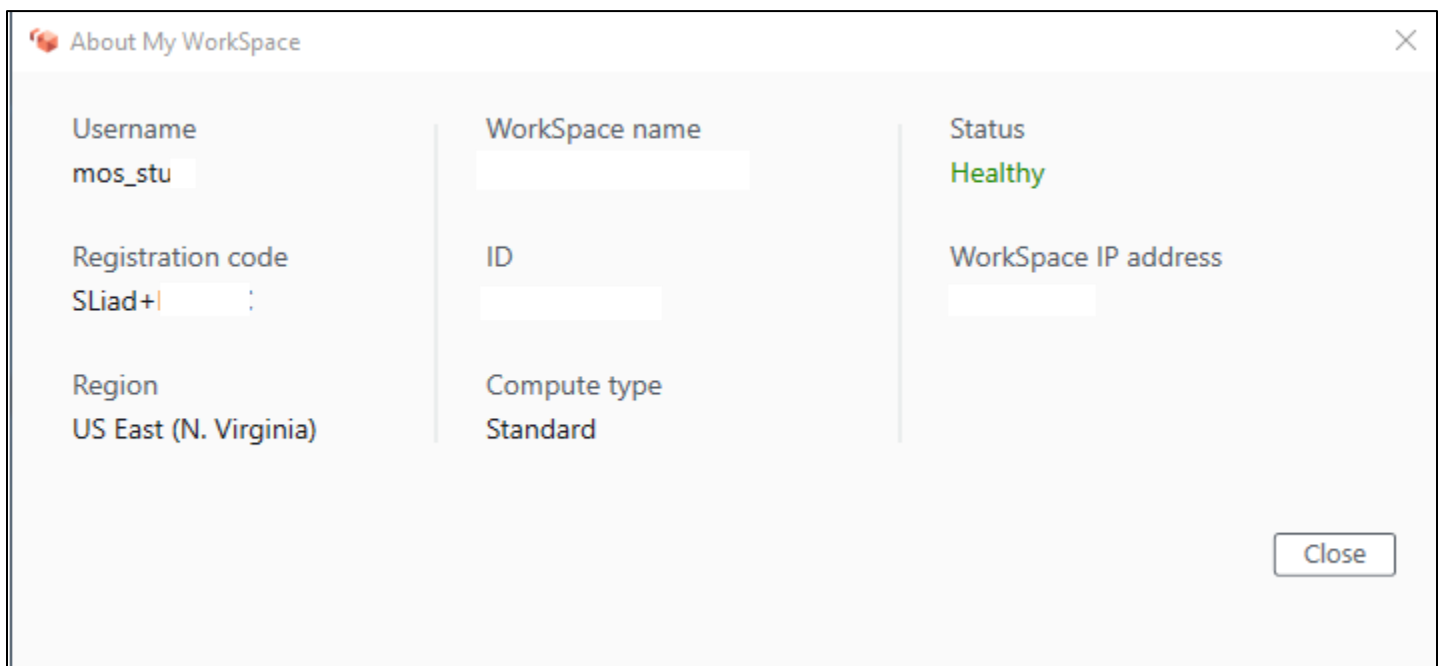 About My WorkSpace
Username
mos_stu
Registration code
SLiad+
Region
US East (N. Virginia)
WorkSpace name
ID
Compute type
Standard
Status
Healthy
WorkSpace IP address
Close